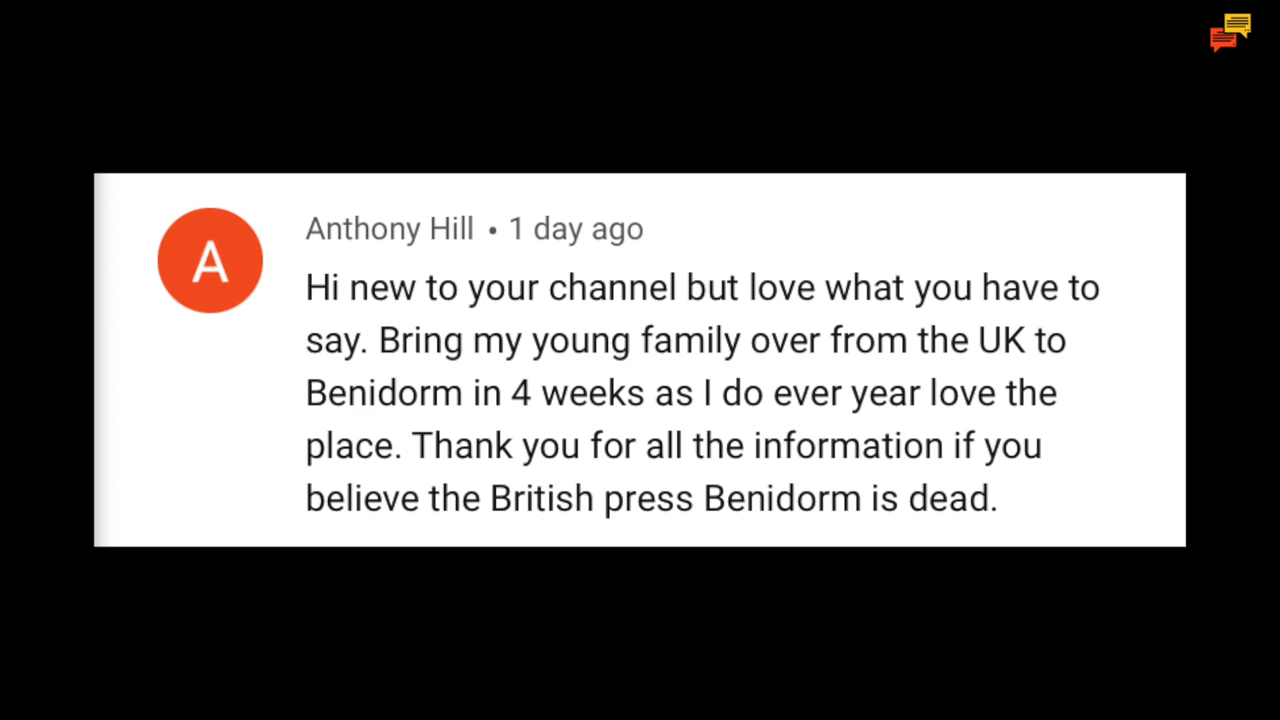 A
Anthony Hill • 1 day ago
Hi new to your channel but love what you have to
say. Bring my young family over from the UK to
Benidorm in 4 weeks as I do ever year love the
place. Thank you for all the information if you
believe the British press Benidorm is dead.